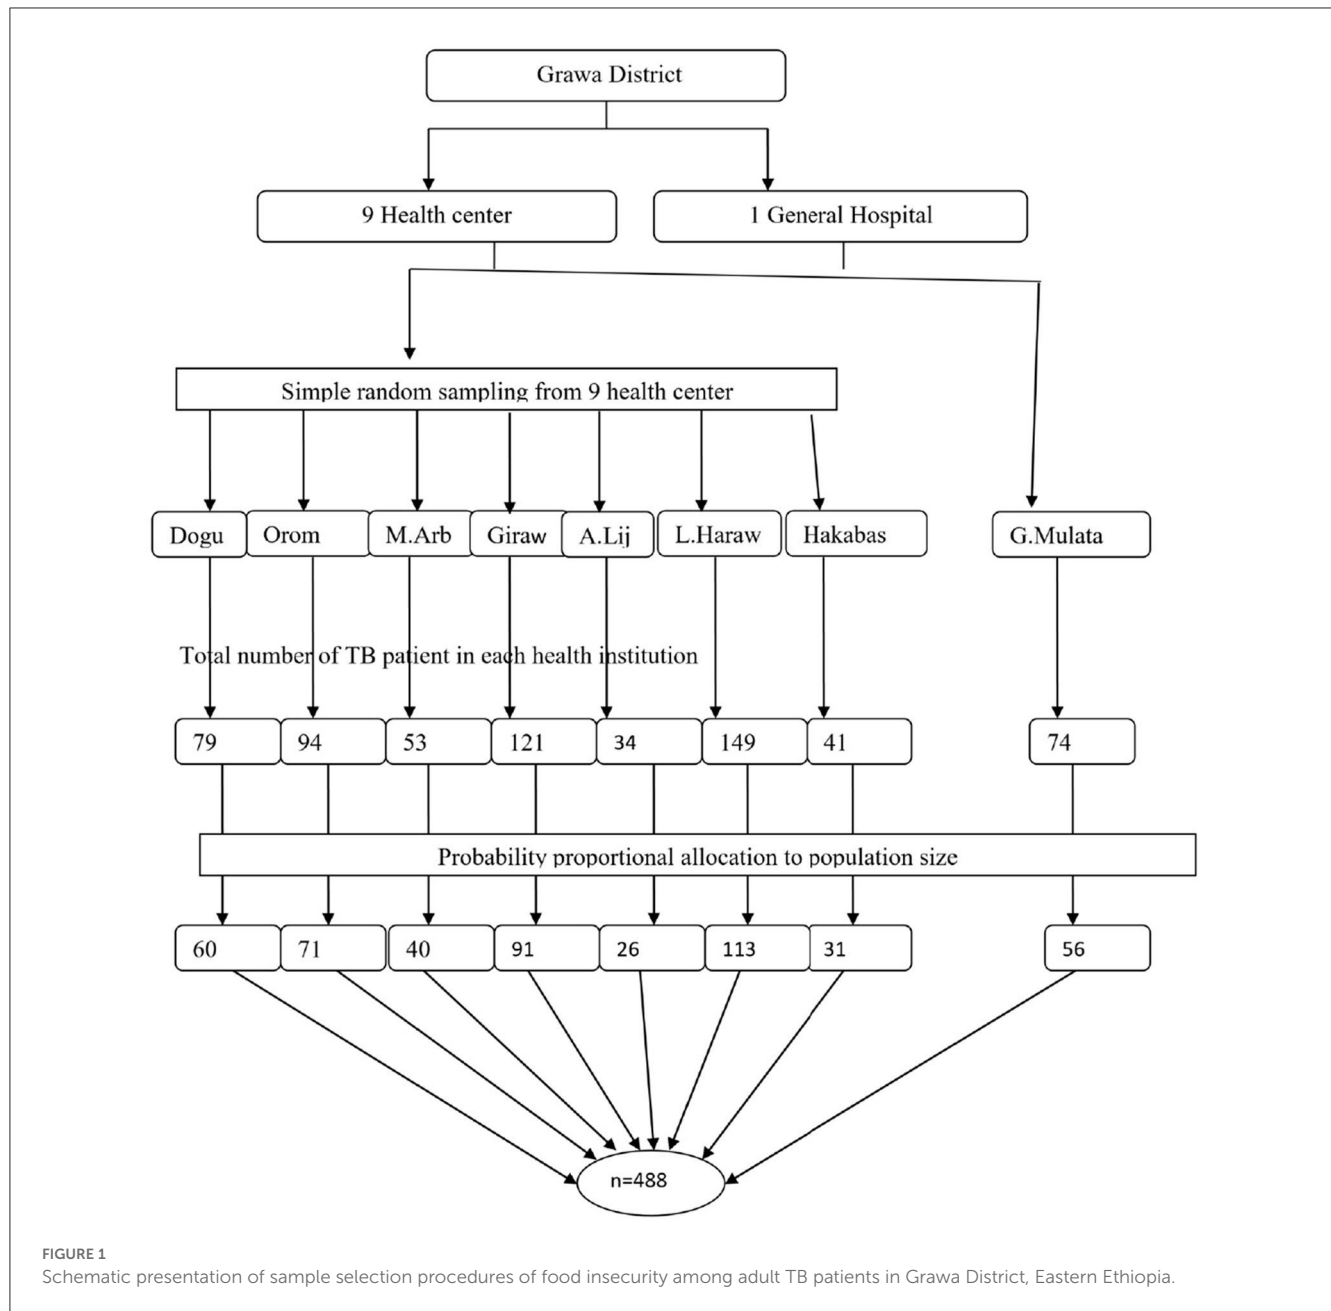 Grawa District
9 Health center
1 General Hospital
Simple random sampling from 9 health center
Dogu
Orom
M.Arb
Giraw
A.Lij
L.Haraw
Hakabas
G.Mulata
Total number of TB patient in each health institution
79
94
53
121
34
149
41
74
Probability proportional allocation to population size
60
71
40
91
26
113
31
56
n=488
FIGURE 1
Schematic presentation of sample selection procedures of food insecurity among adult TB patients in Grawa District, Eastern Ethiopia.